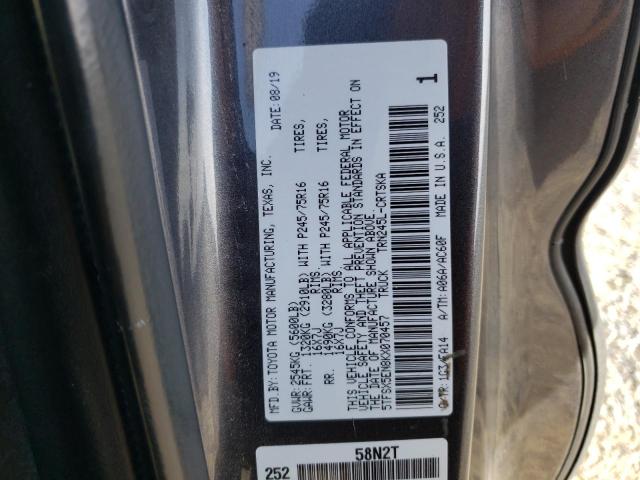 MFD.BY: TOYOTA MOTOR MANUFACTURING, TEXAS, INC. DATE: 08/19
GVWR: 2545KG (5600LB)
GAWR: FRT. 1320KG (2910LB) WITH P245/75R16 TIRES,
16X7J RIMS.
RR. 1490KG (3280LB) WITH P245/75R16 TIRES,
16X7J RIMS.
THIS VEHICLE CONFORMS TO ALL APPLICABLE FEDERAL MOTOR
VEHICLE SAFETY AND THEFT PREVENTION STANDARDS IN EFFECT ON
THE DATE OF MANUFACTURE SHOWN ABOVE.
5TFSX5EN0KX070457 TRUCK TRN245L-CRTSKA
C/TR: 1G3/FA14 A/TM: A06A/AC60F MADE IN U.S.A. 252
1
252
58N2T